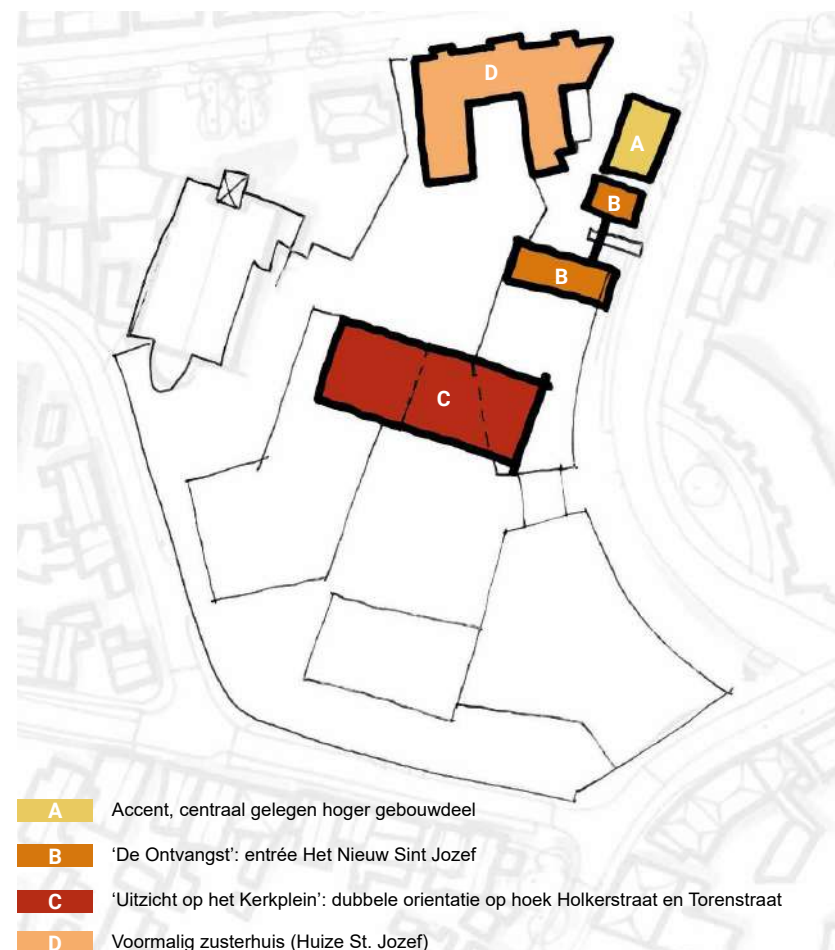 D
A
B
B
C
A Accent, centraal gelegen hoger gebouwdeel
B ‘De Ontvangst’: entrée Het Nieuw Sint Jozef
C ‘Uitzicht op het Kerkplein’: dubbele orientatie op hoek Holkerstraat en Torenstraat
D Voormalig zusterhuis (Huize St. Jozef)